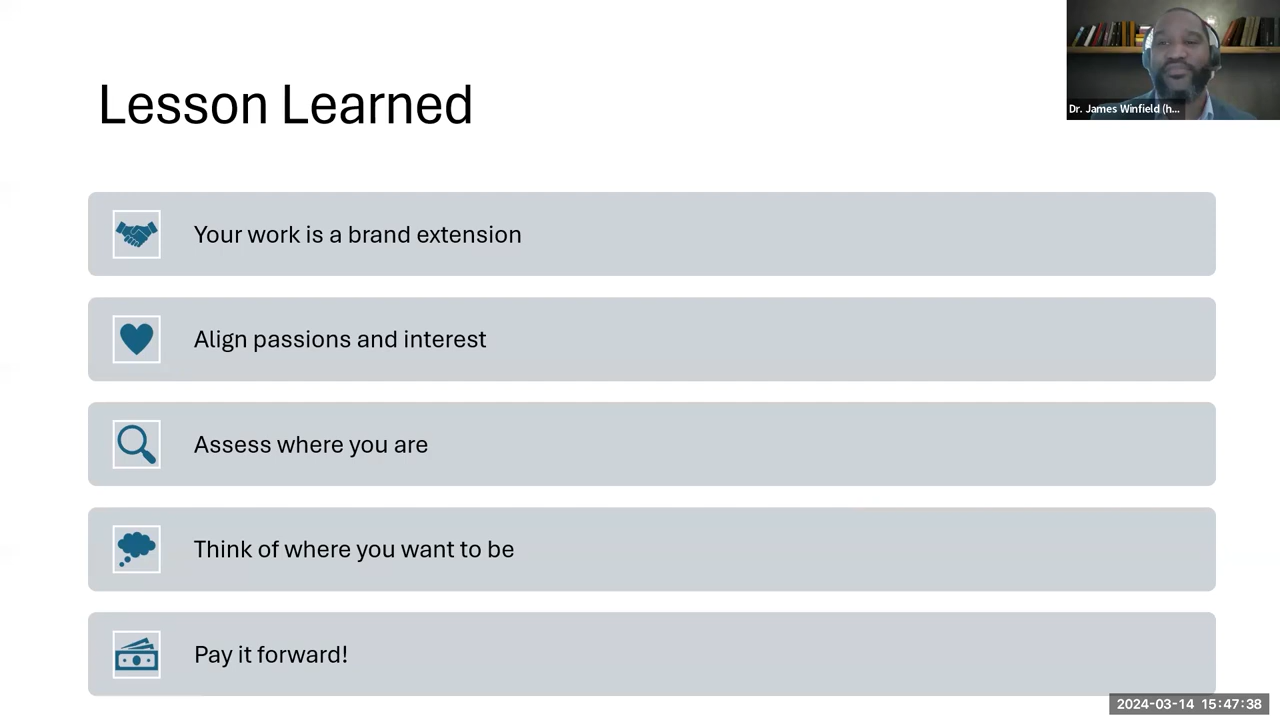 Lesson Learned
Dr. James Winfield (h...
Your work is a brand extension
Align passions and interest
Assess where you are
Think of where you want to be
Pay it forward!
2024-03-14 15:47:38